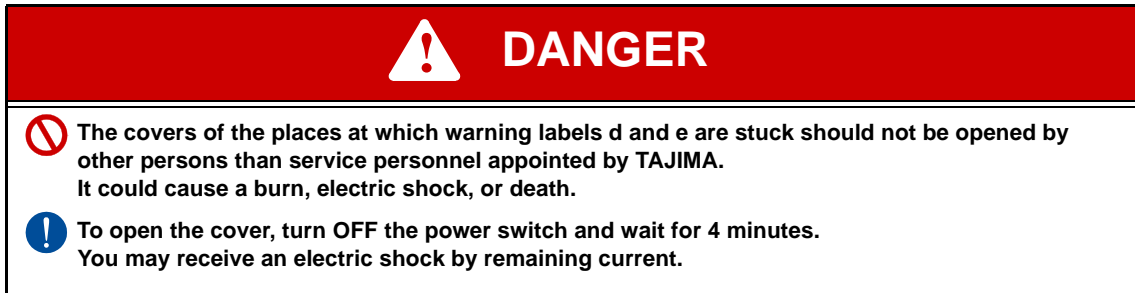 DANGER
The covers of the places at which warning labels d and e are stuck should not be opened by
other persons than service personnel appointed by TAJIMA.
It could cause a burn, electric shock, or death.
To open the cover, turn OFF the power switch and wait for 4 minutes.
You may receive an electric shock by remaining current.